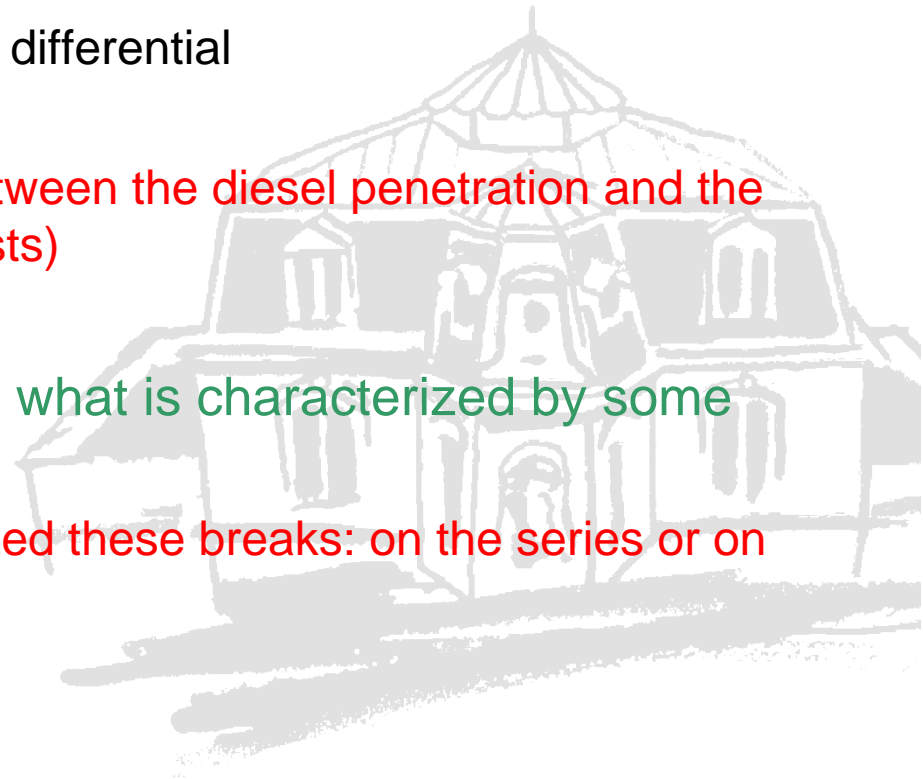 differential
tween the diesel penetration and the
sts)
what is characterized by some
ed these breaks: on the series or on